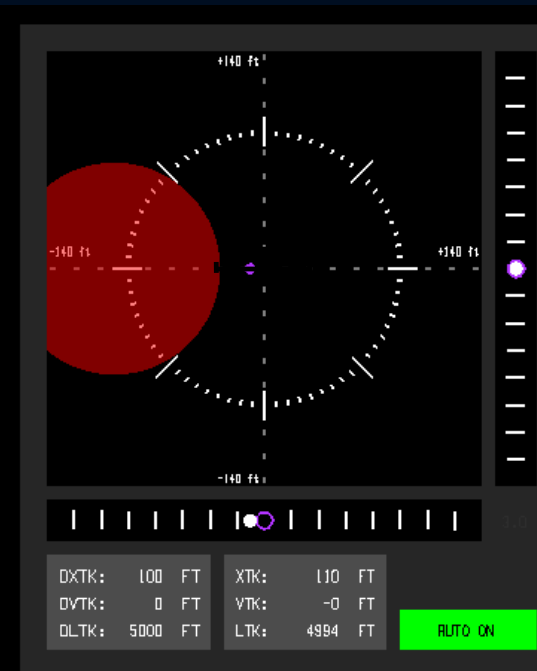 +140 ft
-140 ft
+140 ft
-140 ft
DXTK: 100 FT
DVTK: 0 FT
DLTK: 5000 FT
XTK: 110 FT
VTK: -0 FT
LTK: 4994 FT
AUTO ON